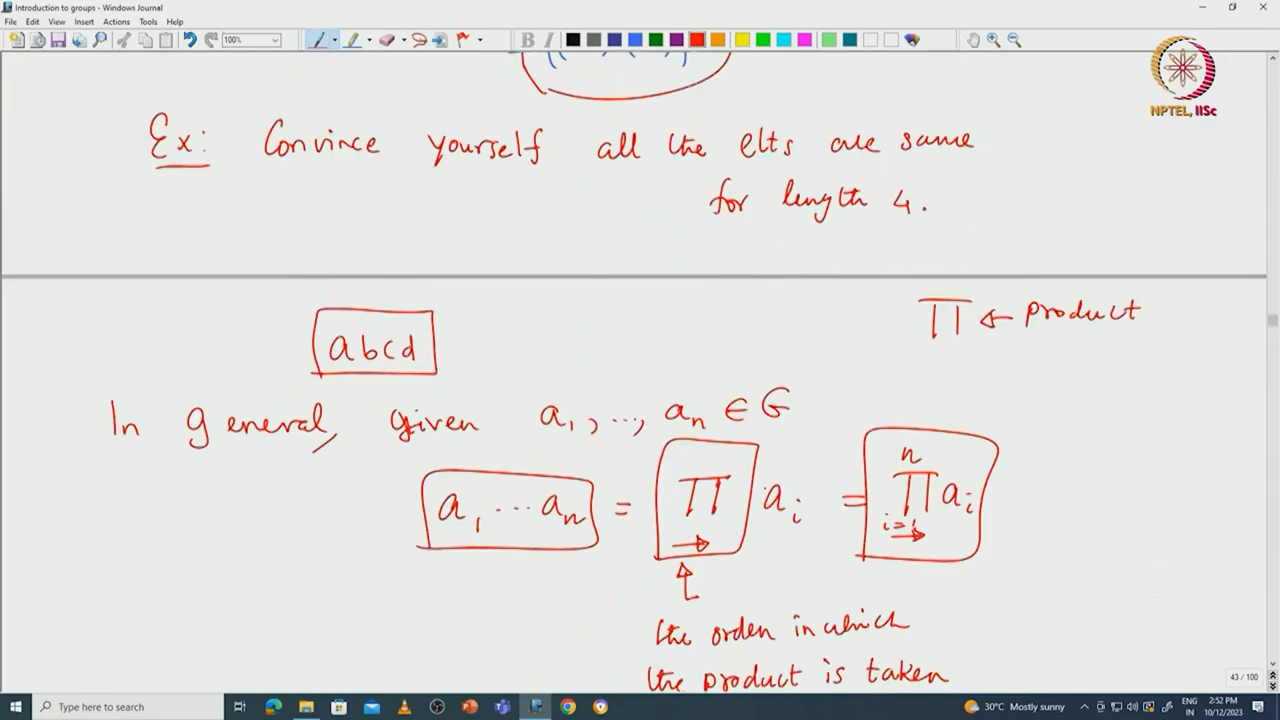 Introduction to groups - Windows Journal
File Edit View Insert Actions Tools Help
100%
B I
NPTEL, IISc
Ex: Convince yourself all the elts are same
for length 4.
∏ ← product
abcd
In general, given a₁, ..., aₙ ∈ G
a₁ ... aₙ = ∏→ aᵢ = ∏→ⁿᵢ₌₁ aᵢ
the order in which
the product is taken
43 / 100
Type here to search
30°C Mostly sunny
ENG
IN
2:52 PM
10/12/2023